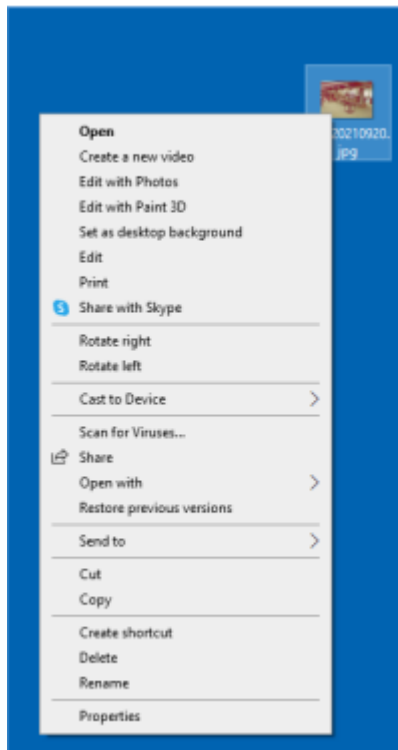 20210920.
jpg
Open
Create a new video
Edit with Photos
Edit with Paint 3D
Set as desktop background
Edit
Print
S Share with Skype
Rotate right
Rotate left
Cast to Device
Scan for Viruses...
Share
Open with
Restore previous versions
Send to
Cut
Copy
Create shortcut
Delete
Rename
Properties